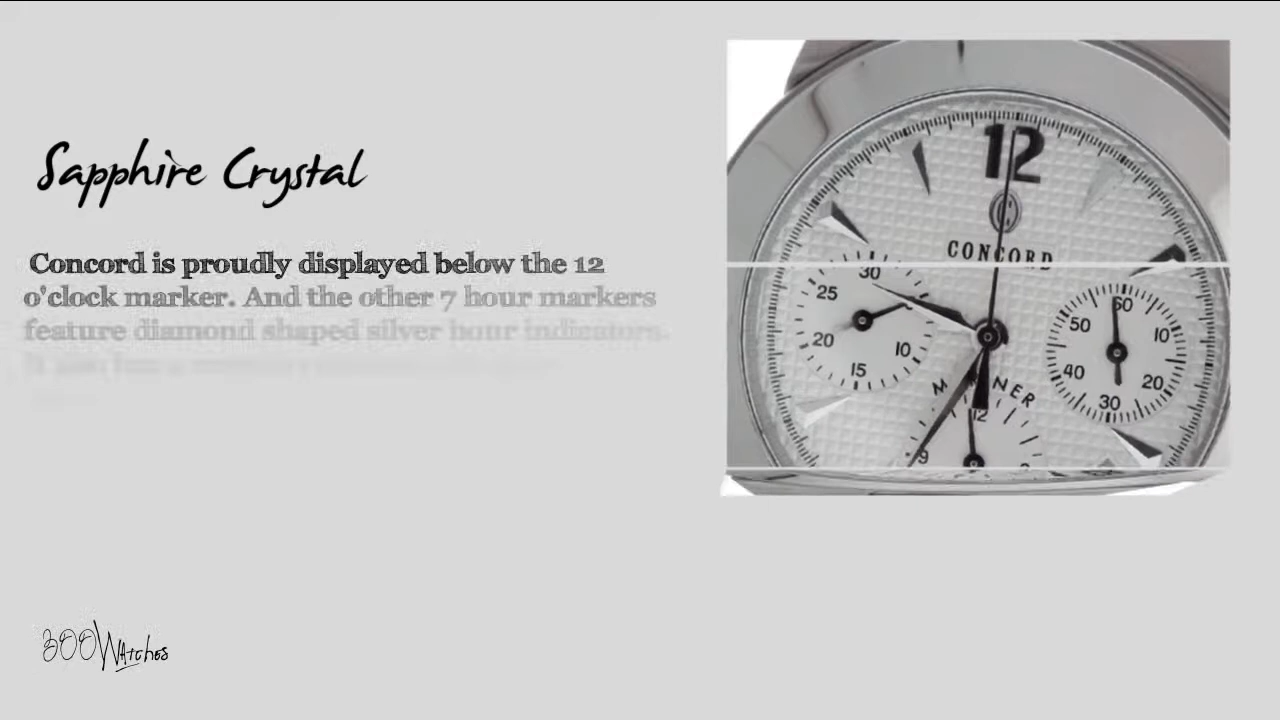 Sapphire Crystal
Concord is proudly displayed below the 12
o'clock marker. And the other 7 hour markers
feature diamond shaped silver hour indicators.
300Watches
12
CONCORD
30
25
20
15
10
60
50
10
40
20
30
M NER
12
9